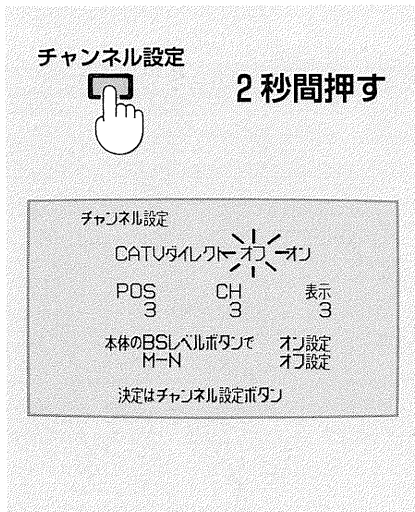 チャンネル設定
2秒間押す
チャンネル設定
CATVダイレクト オフ オン
POS CH 表示
3 3 3
本体のBSレベルボタンで オン設定
M-N オフ設定
決定はチャンネル設定ボタン